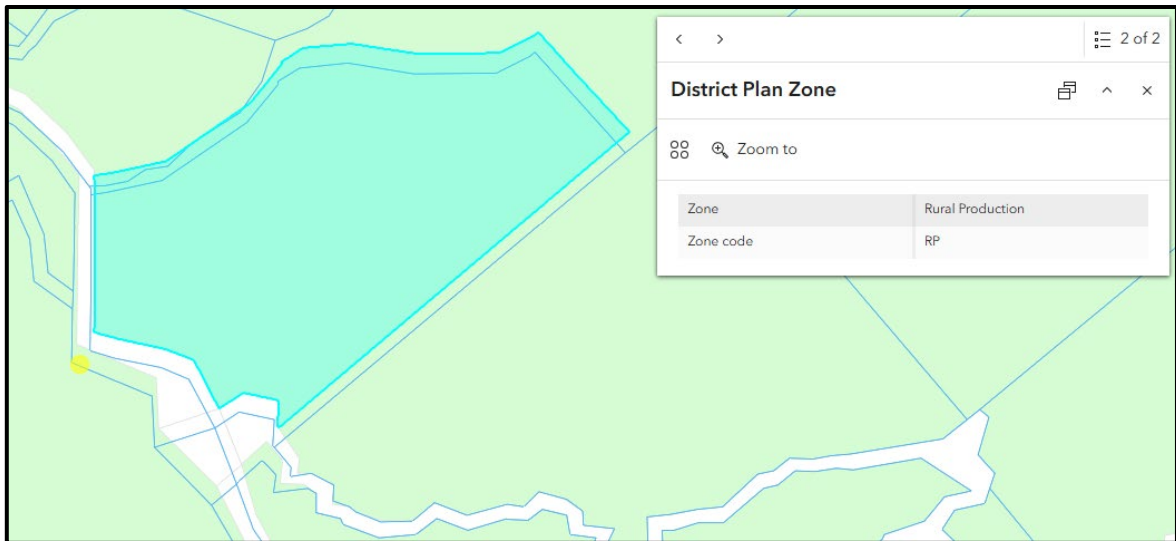 2 of 2
District Plan Zone
Zoom to
Zone Rural Production
Zone code RP